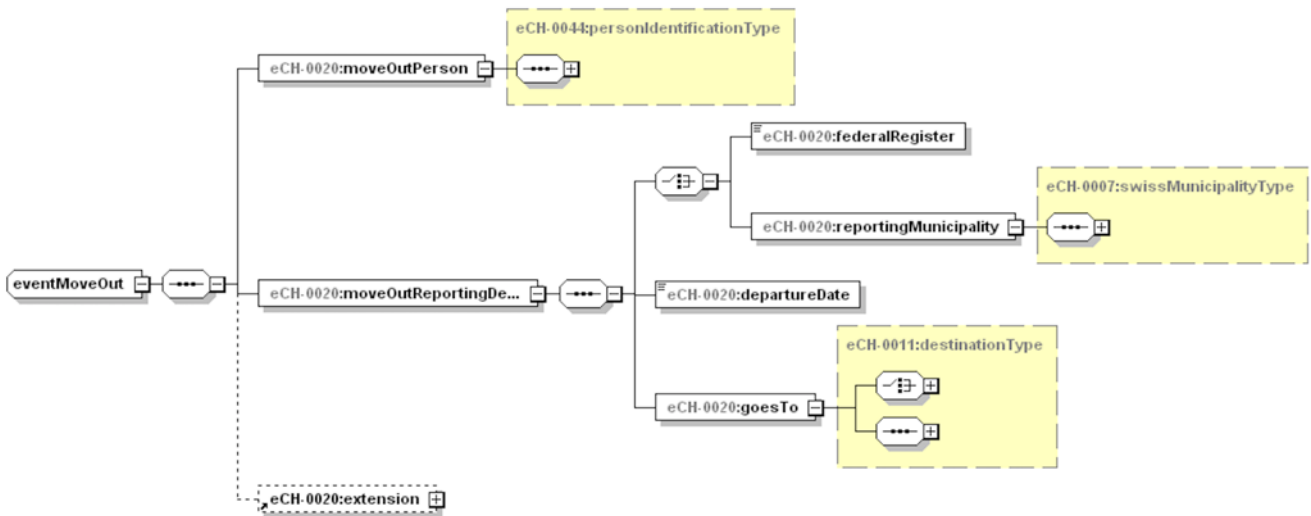 eCH-0044:personIdentificationType
eCH-0020:moveOutPerson
eCH-0020:federalRegister
eCH-0007:swissMunicipalityType
eCH-0020:reportingMunicipality
eventMoveOut
eCH-0020:moveOutReportingDe...
eCH-0020:departureDate
eCH-0011:destinationType
eCH-0020:goesTo
eCH-0020:extension